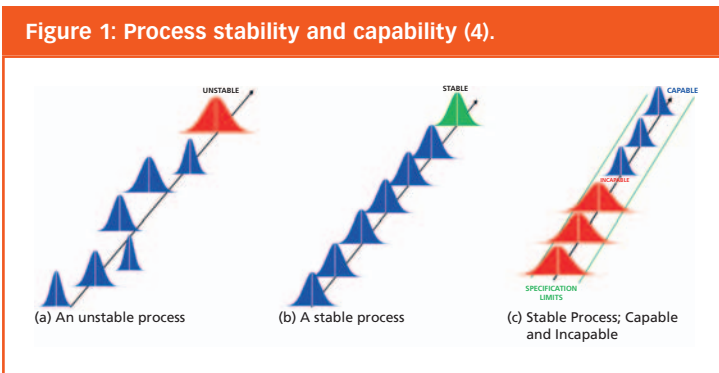 Figure 1: Process stability and capability (4).
UNSTABLE
(a) An unstable process
STABLE
(b) A stable process
CAPABLE
INCAPABLE
SPECIFICATION
LIMITS
(c) Stable Process; Capable
and Incapable